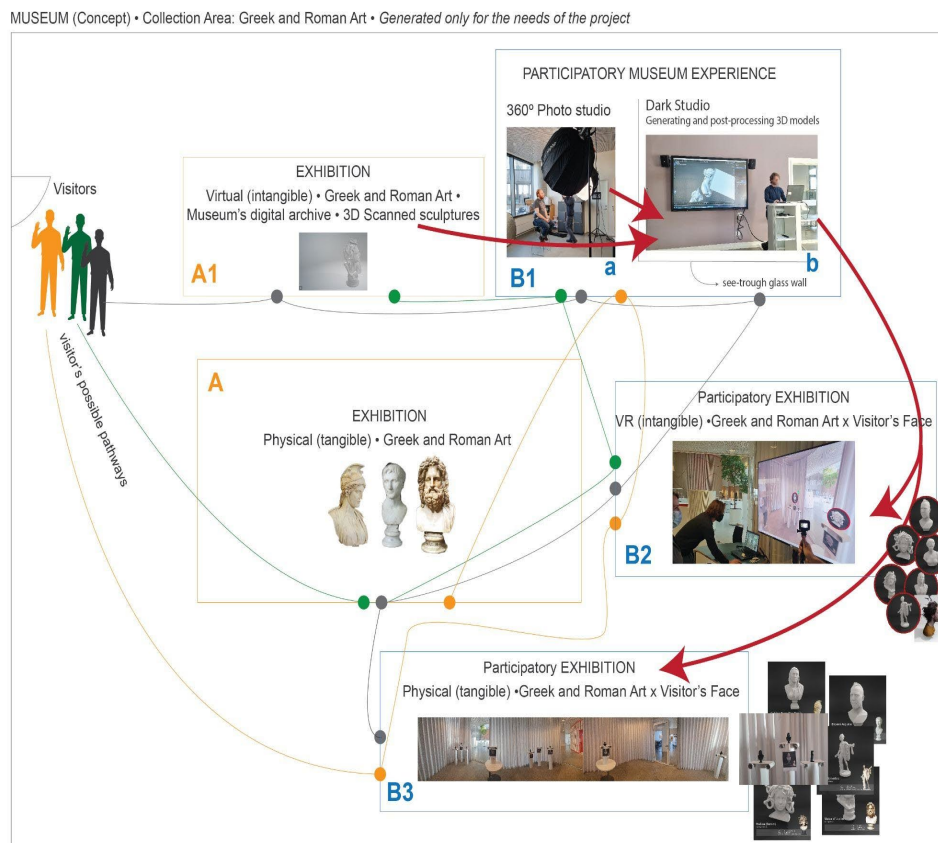 MUSEUM (Concept) • Collection Area: Greek and Roman Art • Generated only for the needs of the project
PARTICIPATORY MUSEUM EXPERIENCE
360º Photo studio
Dark Studio
Generating and post-processing 3D models
Visitors
EXHIBITION
Virtual (intangible) • Greek and Roman Art •
Museum's digital archive • 3D Scanned sculptures
A1
B1
a
b
see-trough glass wall
visitor's possible pathways
A
EXHIBITION
Physical (tangible) • Greek and Roman Art
Participatory EXHIBITION
VR (intangible) •Greek and Roman Art x Visitor's Face
B2
Participatory EXHIBITION
Physical (tangible) •Greek and Roman Art x Visitor's Face
B3